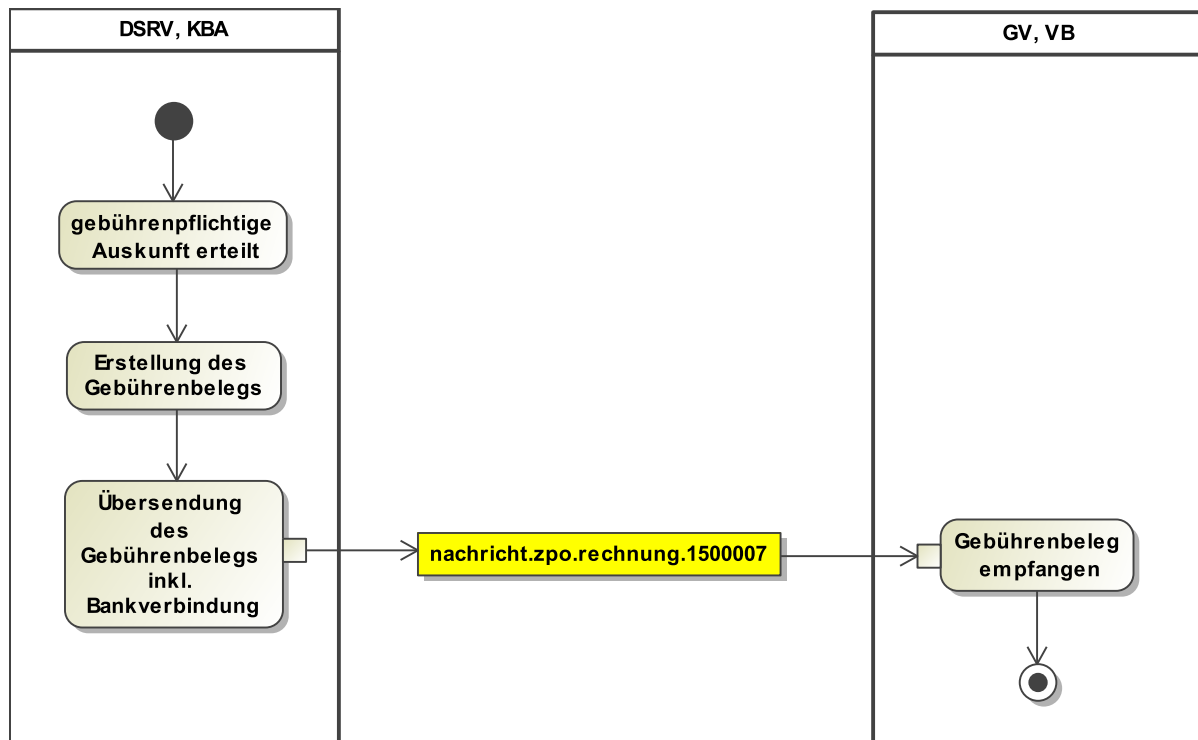 DSRV, KBA
GV, VB
gebührenpflichtige
Auskunft erteilt
Erstellung des
Gebührenbelegs
Übersendung
des
Gebührenbelegs
inkl.
Bankverbindung
nachricht.zpo.rechnung.1500007
Gebührenbeleg
empfangen